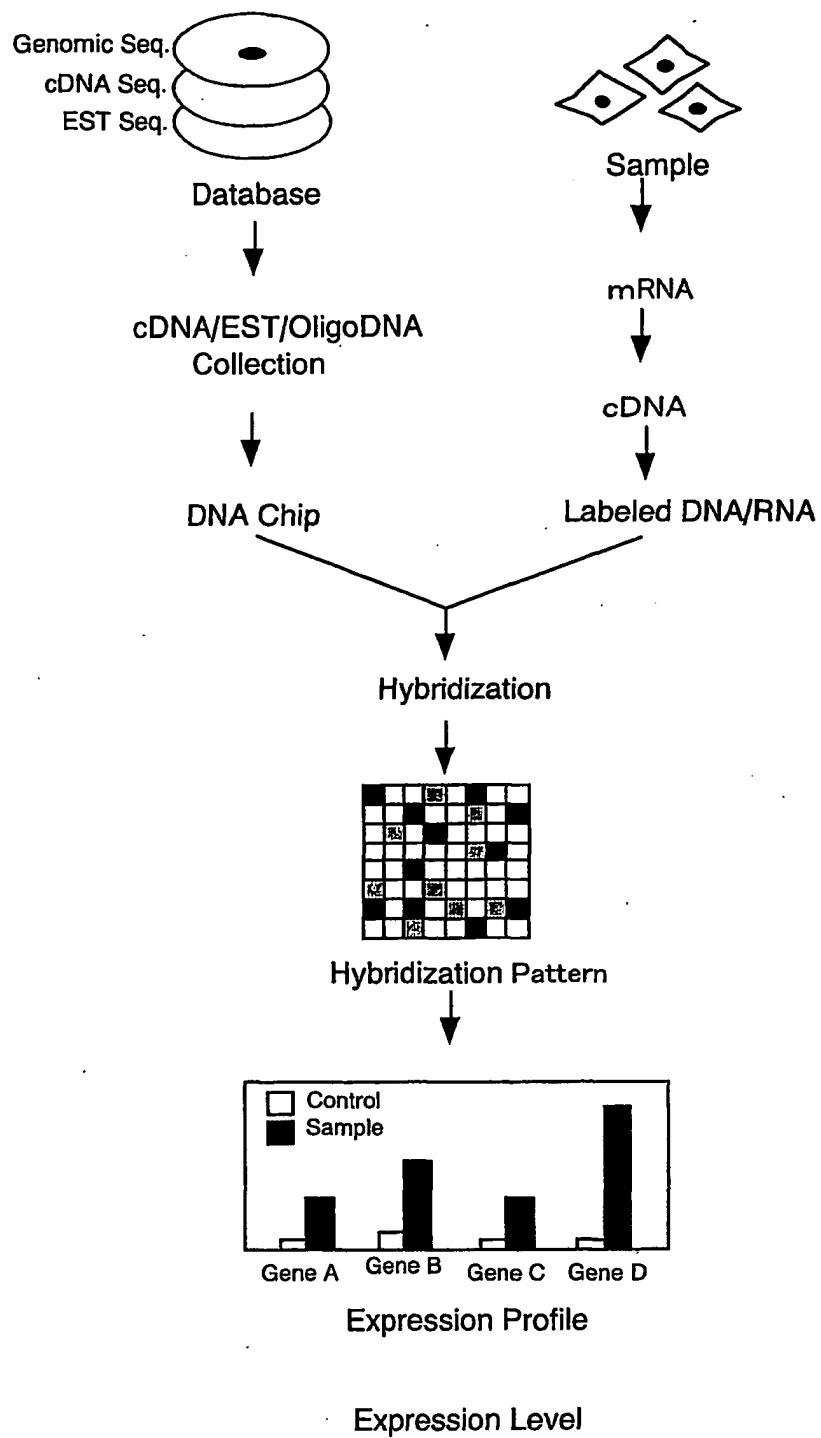 Genomic Seq.
cDNA Seq.
EST Seq.
Database
cDNA/EST/OligoDNA
Collection
DNA Chip
Sample
mRNA
cDNA
Labeled DNA/RNA
Hybridization
Hybridization Pattern
Control
Sample
Gene A
Gene B
Gene C
Gene D
Expression Profile
Expression Level